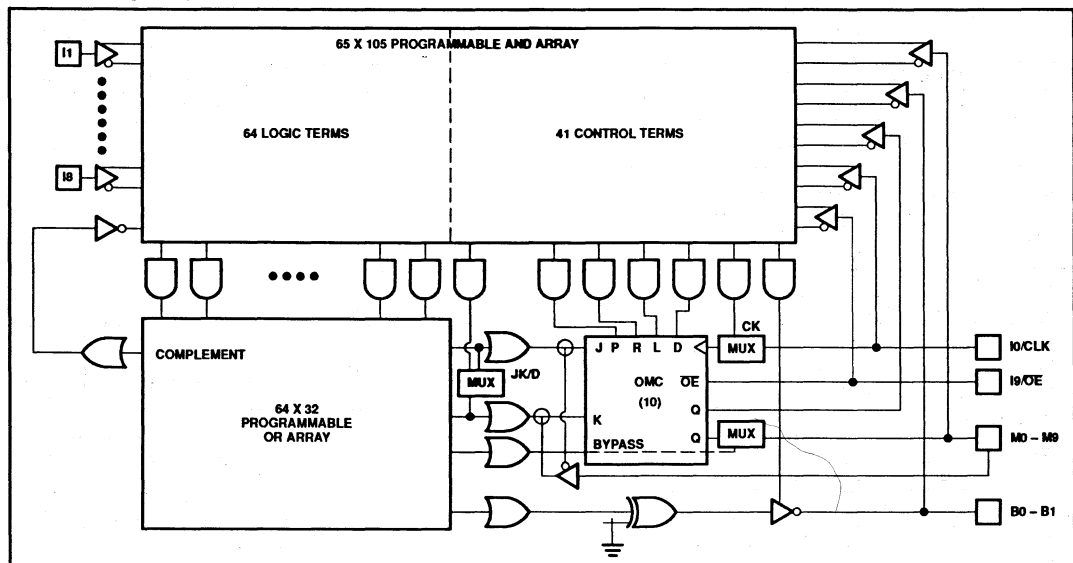 65 X 105 PROGRAMMABLE AND ARRAY
I1
64 LOGIC TERMS
41 CONTROL TERMS
I8
COMPLEMENT
64 X 32
PROGRAMMABLE
OR ARRAY
MUX
JK/D
J P R L D
OMC
(10)
OE
Q
K
Q
BYPASS
CK
MUX
MUX
I0/CLK
I9/OE
M0 – M9
B0 – B1